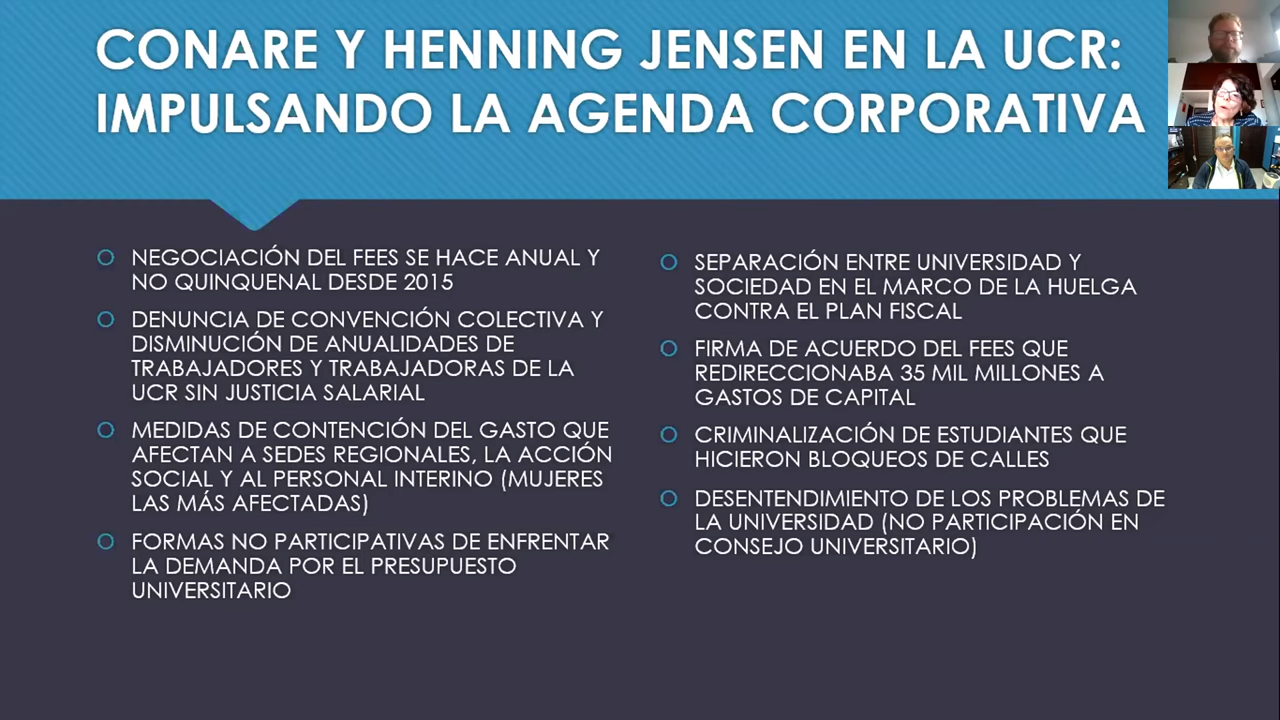 CONARE Y HENNING JENSEN EN LA UCR:
IMPULSANDO LA AGENDA CORPORATIVA
NEGOCIACIÓN DEL FEES SE HACE ANUAL Y
NO QUINQUENAL DESDE 2015
DENUNCIA DE CONVENCIÓN COLECTIVA Y
DISMINUCIÓN DE ANUALIDADES DE
TRABAJADORES Y TRABAJADORAS DE LA
UCR SIN JUSTICIA SALARIAL
MEDIDAS DE CONTENCIÓN DEL GASTO QUE
AFECTAN A SEDES REGIONALES, LA ACCIÓN
SOCIAL Y AL PERSONAL INTERINO (MUJERES
LAS MÁS AFECTADAS)
FORMAS NO PARTICIPATIVAS DE ENFRENTAR
LA DEMANDA POR EL PRESUPUESTO
UNIVERSITARIO
SEPARACIÓN ENTRE UNIVERSIDAD Y
SOCIEDAD EN EL MARCO DE LA HUELGA
CONTRA EL PLAN FISCAL
FIRMA DE ACUERDO DEL FEES QUE
REDIRECCIONABA 35 MIL MILLONES A
GASTOS DE CAPITAL
CRIMINALIZACIÓN DE ESTUDIANTES QUE
HICIERON BLOQUEOS DE CALLES
DESENTENDIMIENTO DE LOS PROBLEMAS DE
LA UNIVERSIDAD (NO PARTICIPACIÓN EN
CONSEJO UNIVERSITARIO)